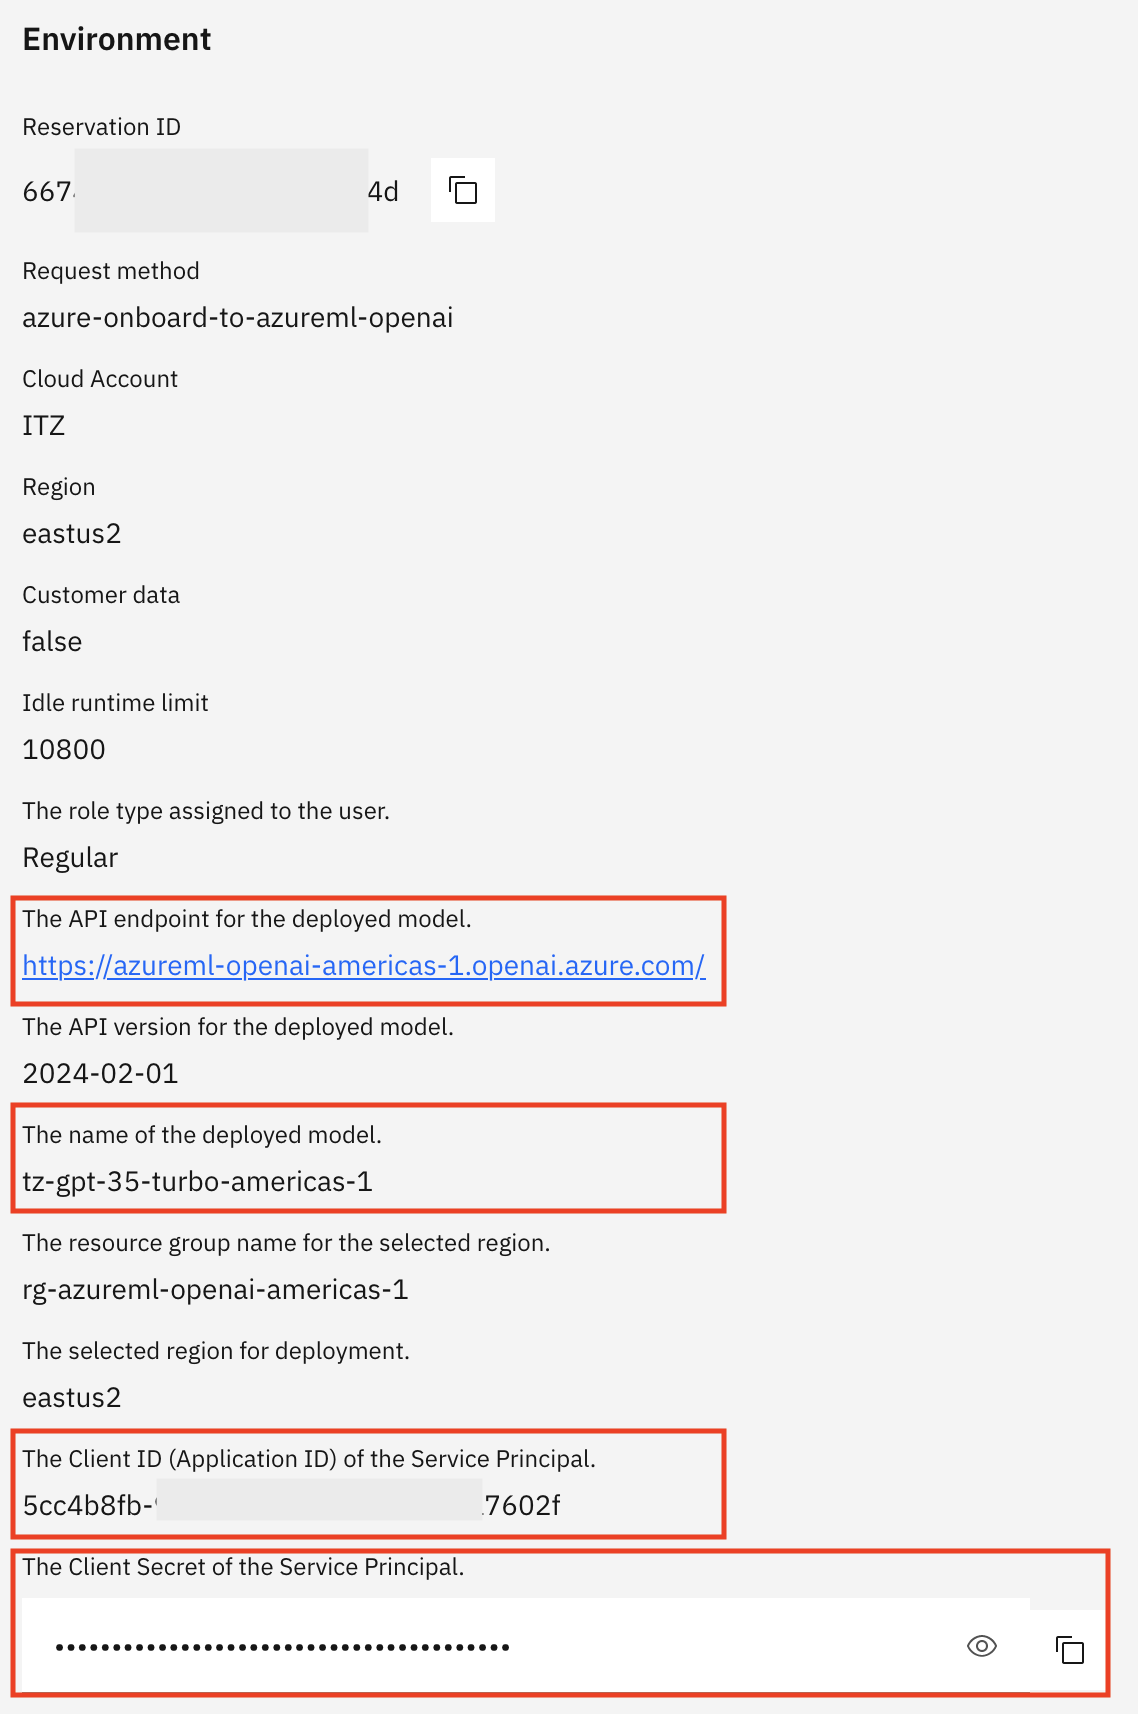 Environment
Reservation ID
667 4d
Request method
azure-onboard-to-azureml-openai
Cloud Account
ITZ
Region
eastus2
Customer data
false
Idle runtime limit
10800
The role type assigned to the user.
Regular
The API endpoint for the deployed model.
https://azureml-openai-americas-1.openai.azure.com/
The API version for the deployed model.
2024-02-01
The name of the deployed model.
tz-gpt-35-turbo-americas-1
The resource group name for the selected region.
rg-azureml-openai-americas-1
The selected region for deployment.
eastus2
The Client ID (Application ID) of the Service Principal.
5cc4b8fb- 7602f
The Client Secret of the Service Principal.